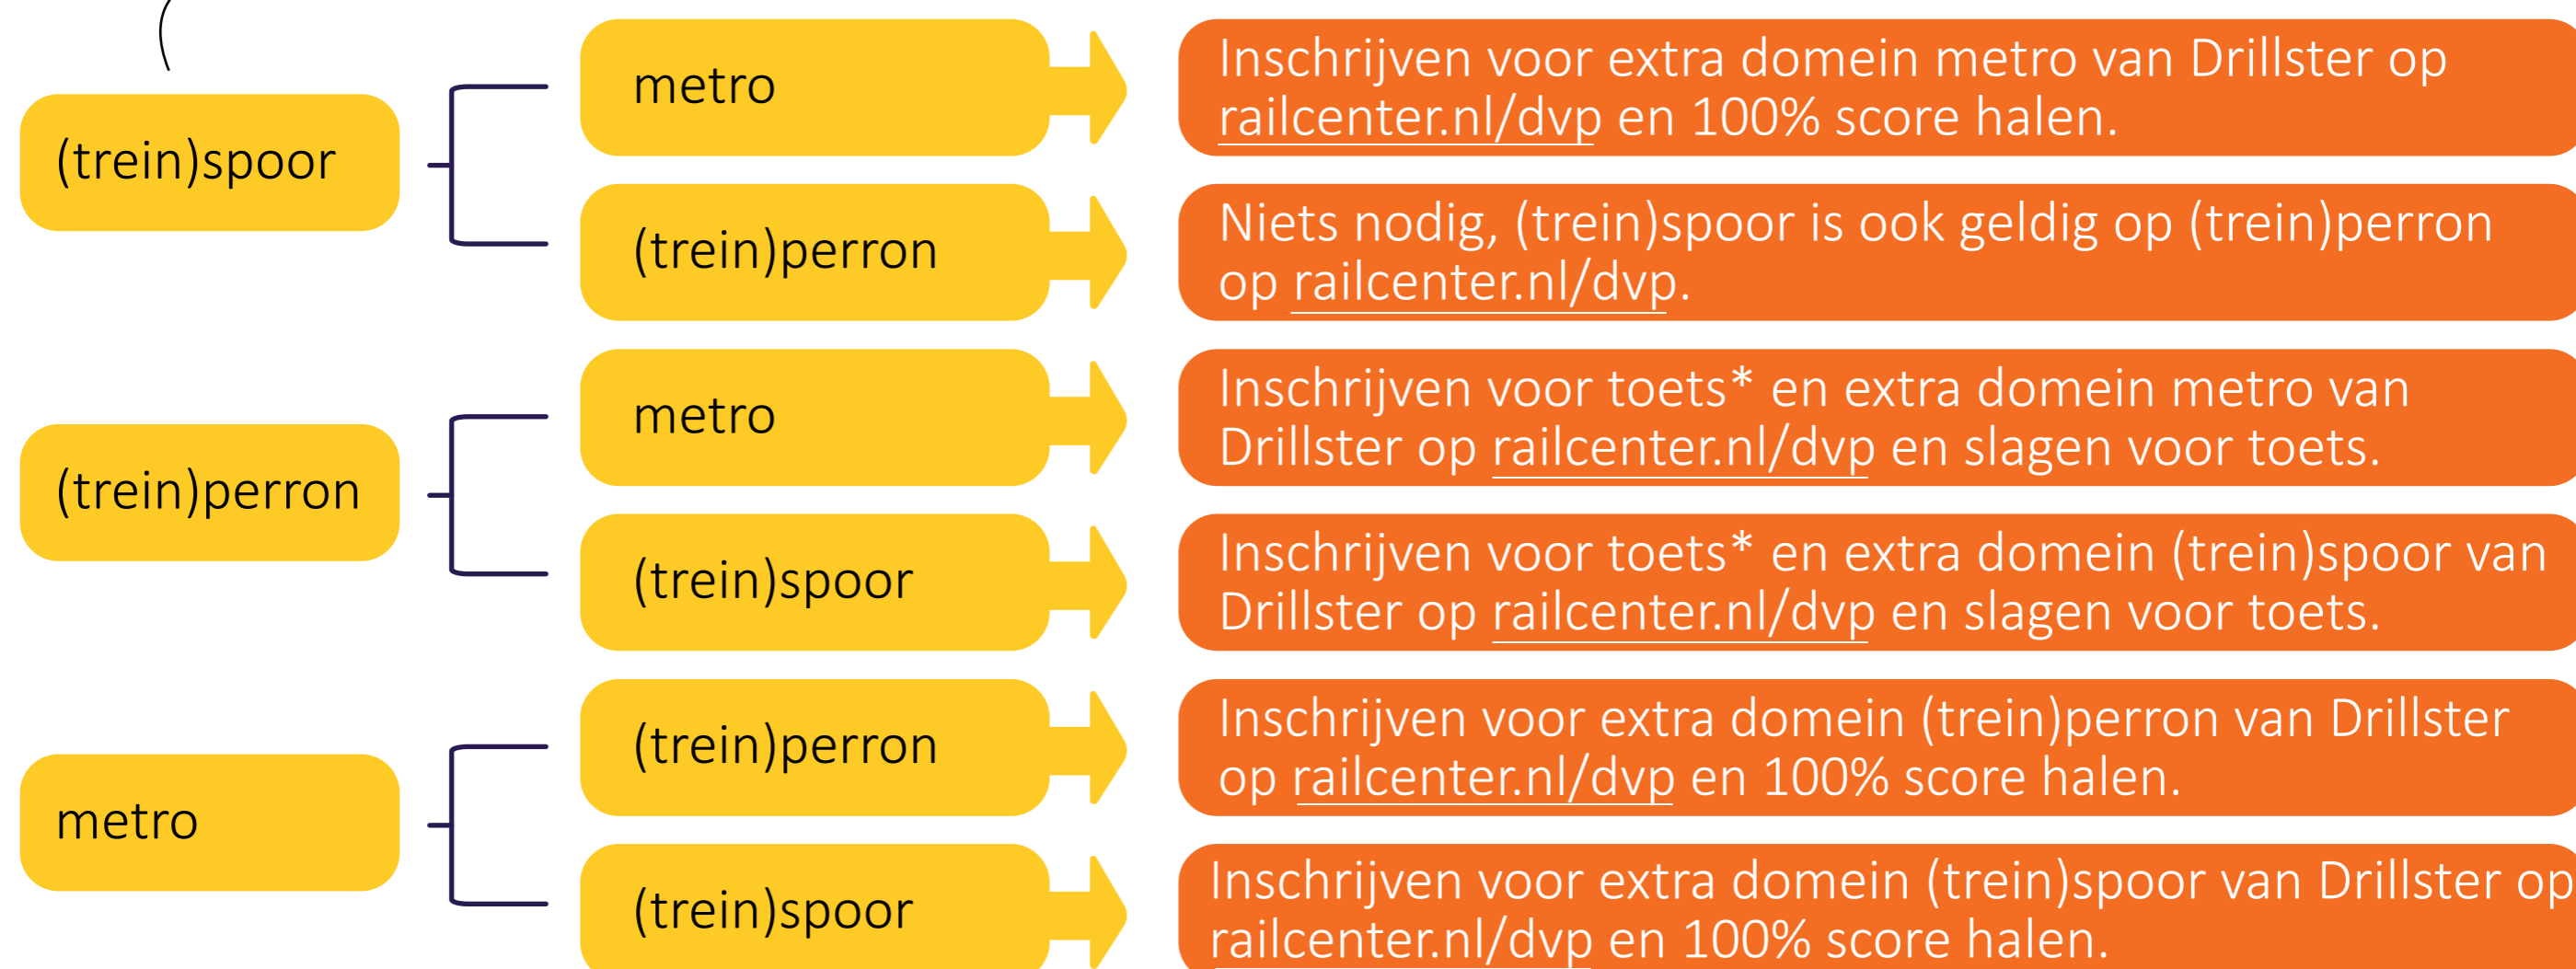 (trein)spoor
metro
Inschrijven voor extra domein metro van Drillster op
railcenter.nl/dvp en 100% score halen.
(trein)perron
Niets nodig, (trein)spoor is ook geldig op (trein)perron
op railcenter.nl/dvp.
(trein)perron
metro
Inschrijven voor toets* en extra domein metro van
Drillster op railcenter.nl/dvp en slagen voor toets.
(trein)spoor
Inschrijven voor toets* en extra domein (trein)spoor van
Drillster op railcenter.nl/dvp en slagen voor toets.
metro
(trein)perron
Inschrijven voor extra domein (trein)perron van Drillster
op railcenter.nl/dvp en 100% score halen.
(trein)spoor
Inschrijven voor extra domein (trein)spoor van Drillster op
railcenter.nl/dvp en 100% score halen.